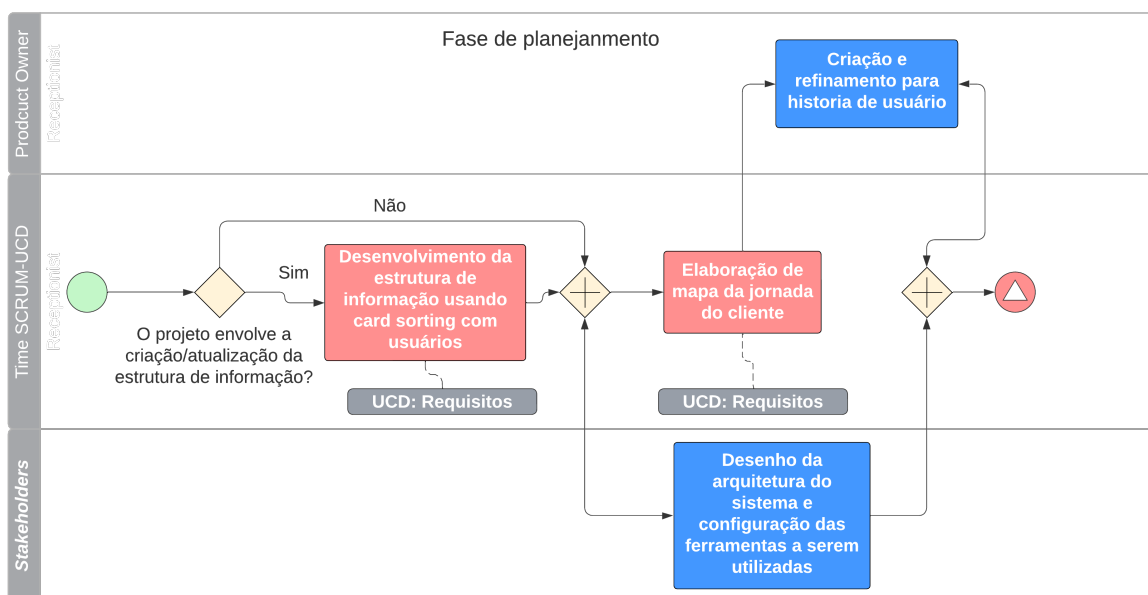 Fase de planejanmento
Prodcuct Owner
Receptionist
Criação e
refinamento para
historia de usuário
Time SCRUM-UCD
Receptionist
Não
Sim
O projeto envolve a
criação/atualização da
estrutura de informação?
Desenvolvimento da
estrutura de
informação usando
card sorting com
usuários
UCD: Requisitos
Elaboração de
mapa da jornada
do cliente
UCD: Requisitos
Stakeholders
Desenho da
arquitetura do
sistema e
configuração das
ferramentas a serem
utilizadas